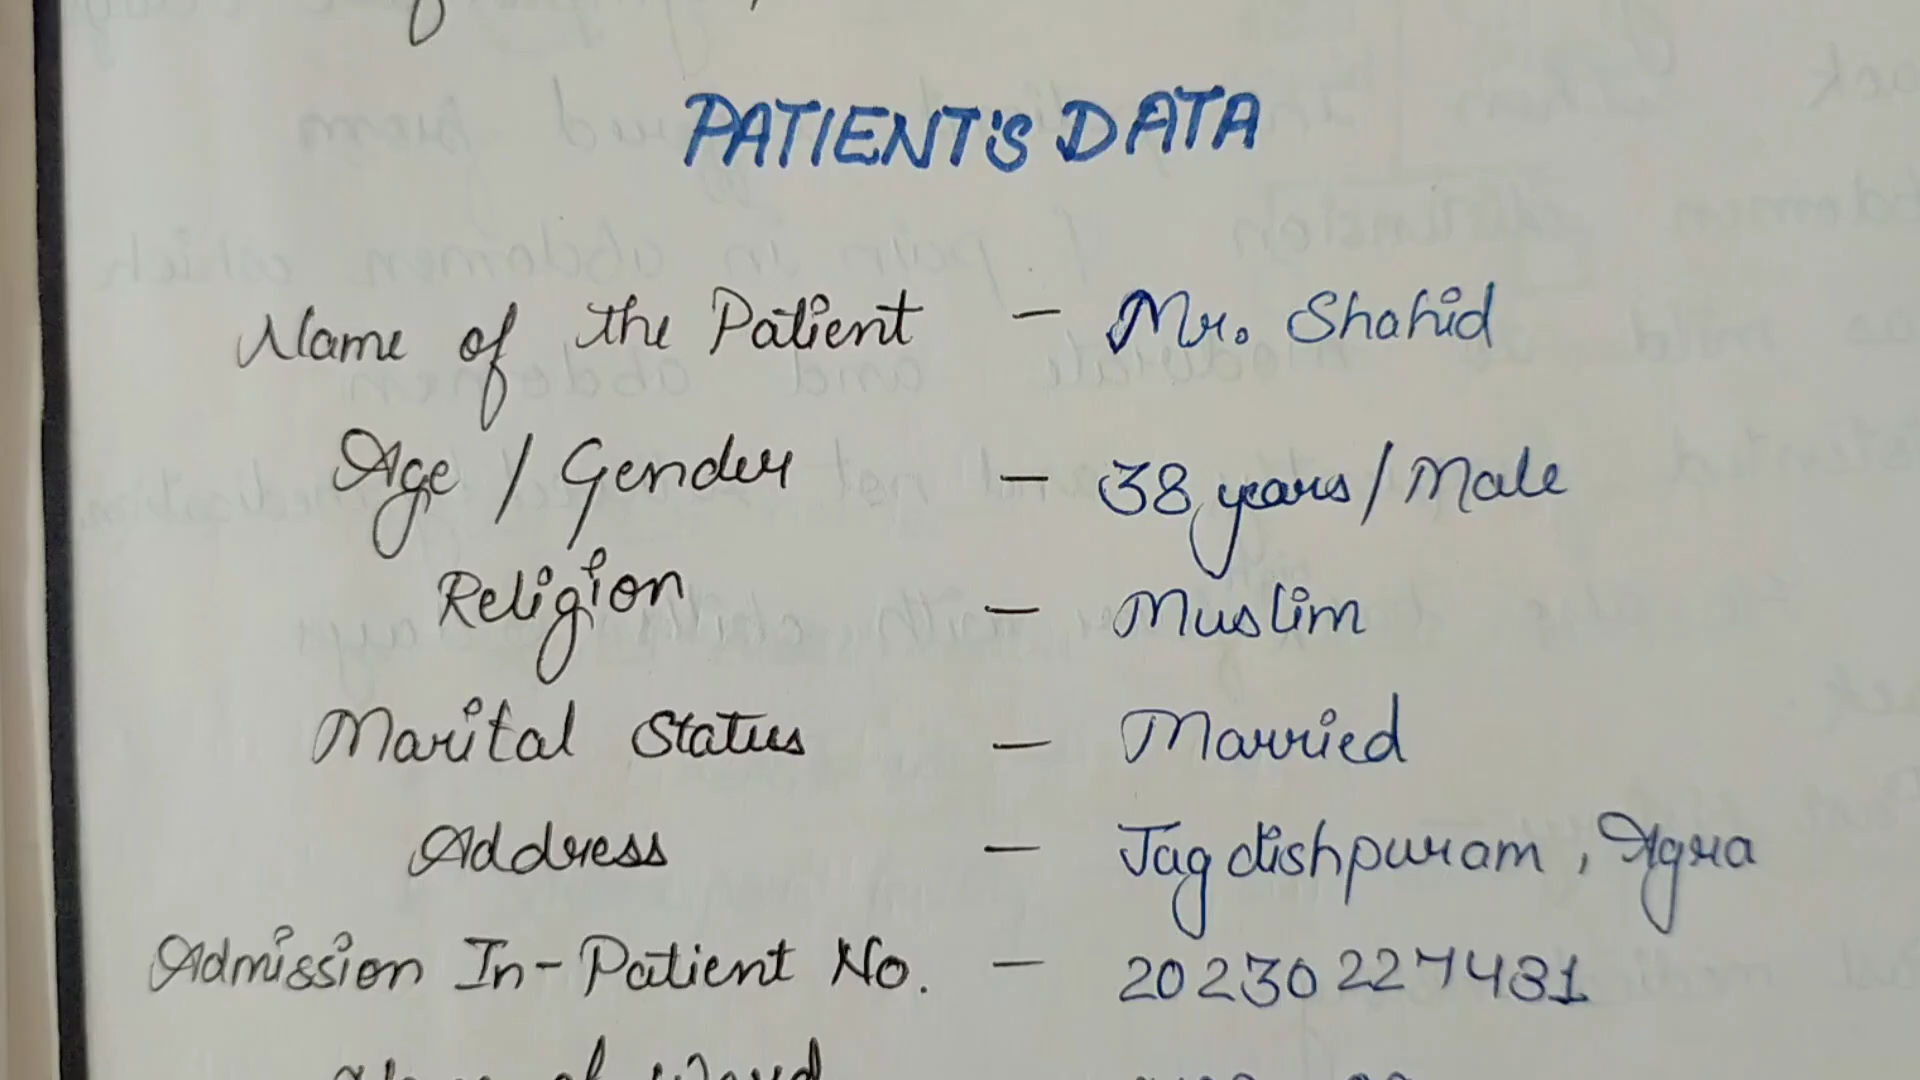 PATIENT'S DATA
Name of the Patient – Mr. Shahid
Age / Gender – 38 years / Male
Religion – Muslim
Marital Status – Married
Address – Jagdishpuram, Agra
Admission In-Patient No. – 20230227431